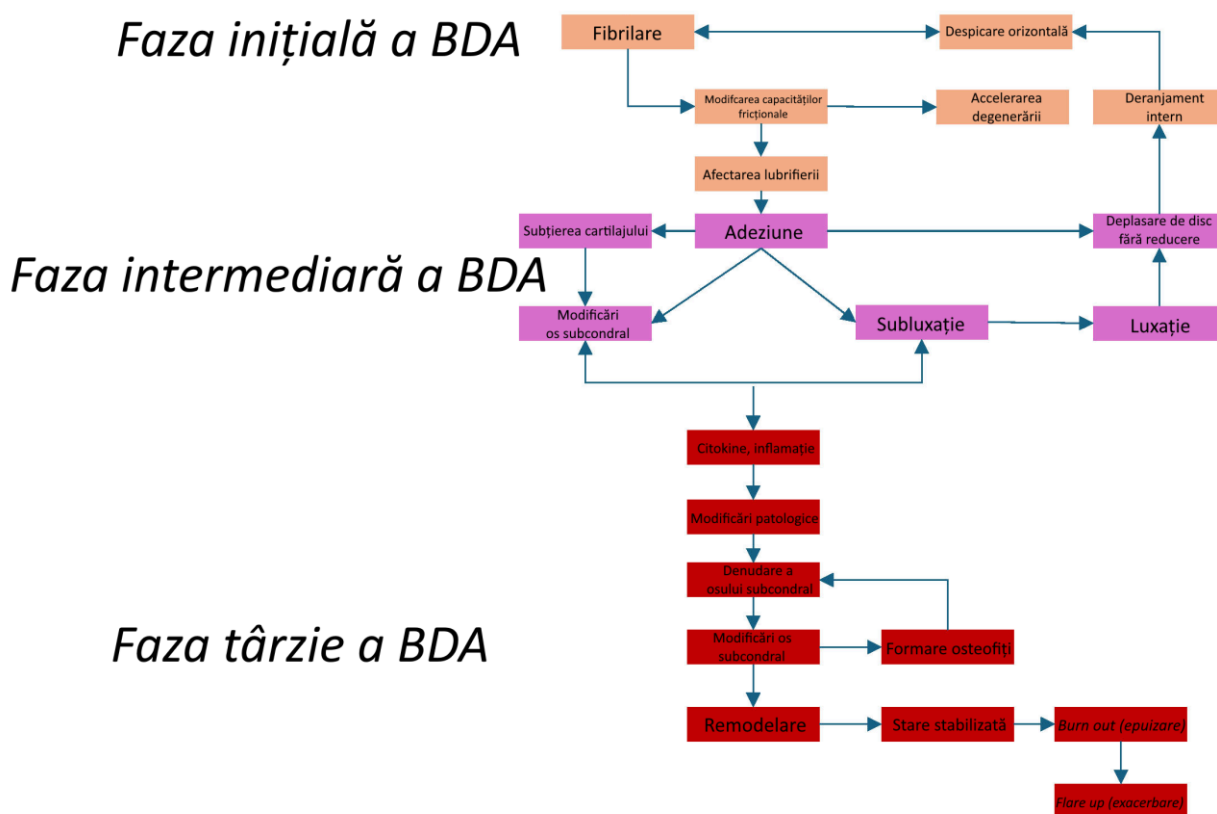 Faza inițială a BDA
Fibrilare
Despicare orizontală
Modifcarea capacităților
fricționale
Accelerarea
degenerării
Deranjament
intern
Afectarea lubrifierii
Subțierea cartilajului
Adeziune
Deplasare de disc
fără reducere
Faza intermediară a BDA
Modificări
os subcondral
Subluxație
Luxație
Citokine, inflamație
Modificări patologice
Denudare a
osului subcondral
Faza târzie a BDA
Modificări os
subcondral
Formare osteofiți
Remodelare
Stare stabilizată
Burn out (epuizare)
Flare up (exacerbare)